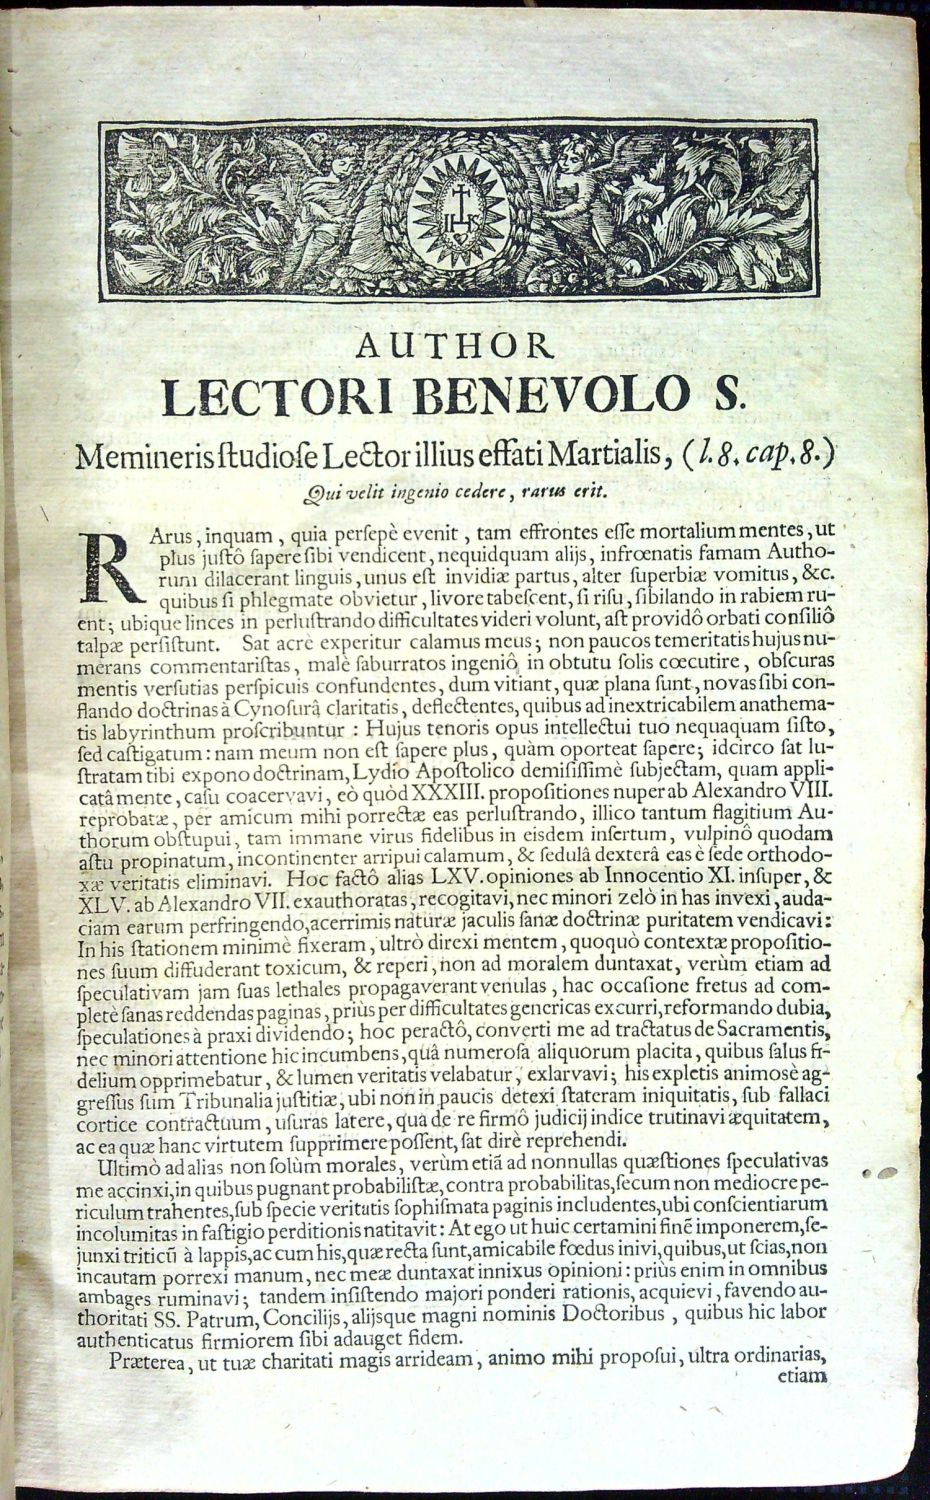 IHS
AUTHOR
LECTORI BENEVOLO S.
Memineris ſtudioſe Lector illius effati Martialis, (l. 8. cap. 8.)
Qui velit ingenio cedere, rarus erit.
RArus, inquam, quia perſepè evenit, tam effrontes eſſe mortalium mentes, ut
plus juſtô ſapere ſibi vendicent, nequidquam alijs, infrœnatis famam Autho-
rum dilacerant linguis, unus eſt invidiæ partus, alter ſuperbiæ vomitus, &c.
quibus ſi phlegmate obvietur, livore tabeſcent, ſi riſu, ſibilando in rabiem ru-
ent; ubique linces in perluſtrando difficultates videri volunt, aſt providô orbati conſiliô
talpæ perſiſtunt. Sat acrè experitur calamus meus; non paucos temeritatis hujus nu-
merans commentariſtas, malè ſaburratos ingeniô, in obtutu ſolis cœcutire, obſcuras
mentis verſutias perſpicuis confundentes, dum vitiant, quæ plana ſunt, novas ſibi con-
flando doctrinas à Cynoſurâ claritatis, deflectentes, quibus ad inextricabilem anathema-
tis labyrinthum proſcribuntur : Hujus tenoris opus intellectui tuo nequaquam ſiſto,
ſed caſtigatum: nam meum non eſt ſapere plus, quàm oporteat ſapere; idcirco ſat lu-
ſtratam tibi expono doctrinam, Lydio Apoſtolico demiſiſſimè ſubjectam, quam appli-
catâ mente, caſu coacervavi, eò quòd XXXIII. propoſitiones nuper ab Alexandro VIII.
reprobatæ, per amicum mihi porrectæ eas perluſtrando, illico tantum flagitium Au-
thorum obſtupui, tam immane virus fidelibus in eisdem inſertum, vulpinô quodam
aſtu propinatum, incontinenter arripui calamum, & ſedulâ dexterâ eas è ſede orthodo-
xæ veritatis eliminavi. Hoc factô alias LXV. opiniones ab Innocentio XI. inſuper, &
XLV. ab Alexandro VII. exauthoratas, recogitavi, nec minori zelò in has invexi, auda-
ciam earum perfringendo, acerrimis naturæ jaculis ſanæ doctrinæ puritatem vendicavi:
In his ſtationem minimè fixeram, ultrò direxi mentem, quoquò contextæ propoſitio-
nes ſuum diffuderant toxicum, & reperi, non ad moralem duntaxat, verùm etiam ad
ſpeculativam jam ſuas lethales propagaverant venulas, hac occaſione fretus ad com-
pletè ſanas reddendas paginas, priùs per difficultates genericas excurri, reformando dubia,
ſpeculationes à praxi dividendo; hoc peractô, converti me ad tractatus de Sacramentis,
nec minori attentione hic incumbens, quâ numeroſa aliquorum placita, quibus ſalus fi-
delium opprimebatur, & lumen veritatis velabatur, exlarvavi; his expletis animosè ag-
greſſus ſum Tribunalia juſtitiæ, ubi non in paucis detexi ſtateram iniquitatis, ſub fallaci
cortice contractuum, uſuras latere, quà de re firmô judicij indice trutinavi æquitatem,
ac ea quæ hanc virtutem ſupprimere poſſent, ſat dirè reprehendi.
Ultimò ad alias non ſolùm morales, verùm etiã ad nonnullas quæſtiones ſpeculativas
me accinxi, in quibus pugnant probabiliſtæ, contra probabilitas, ſecum non mediocre pe-
riculum trahentes, ſub ſpecie veritatis ſophiſmata paginis includentes, ubi conſcientiarum
incolumitas in faſtigio perditionis natitavit: At ego ut huic certamini finẽ imponerem, ſe-
junxi triticũ à lappis, ac cum his, quæ recta ſunt, amicabile fœdus inivi, quibus, ut ſcias, non
incautam porrexi manum, nec meæ duntaxat innixus opinioni: priùs enim in omnibus
ambages ruminavi; tandem inſiſtendo majori ponderi rationis, acquievi, favendo au-
thoritati SS. Patrum, Concilijs, alijsque magni nominis Doctoribus, quibus hic labor
authenticatus firmiorem ſibi adauget fidem.
Præterea, ut tuæ charitati magis arrideam, animo mihi propoſui, ultra ordinarias,
etiam